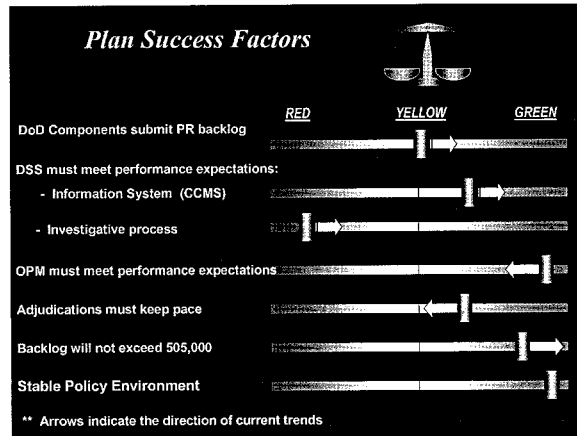 Plan Success Factors
RED YELLOW GREEN
DoD Components submit PR backlog
DSS must meet performance expectations:
- Information System (CCMS)
- Investigative process
OPM must meet performance expectations
Adjudications must keep pace
Backlog will not exceed 505,000
Stable Policy Environment
** Arrows indicate the direction of current trends